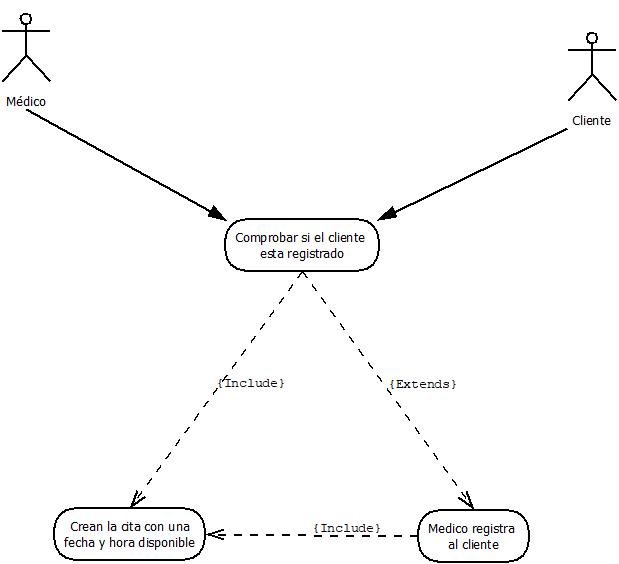 Médico
Cliente
Comprobar si el cliente
esta registrado
{Include}
{Extends}
Crean la cita con una
fecha y hora disponible
{Include}
Medico registra
al cliente